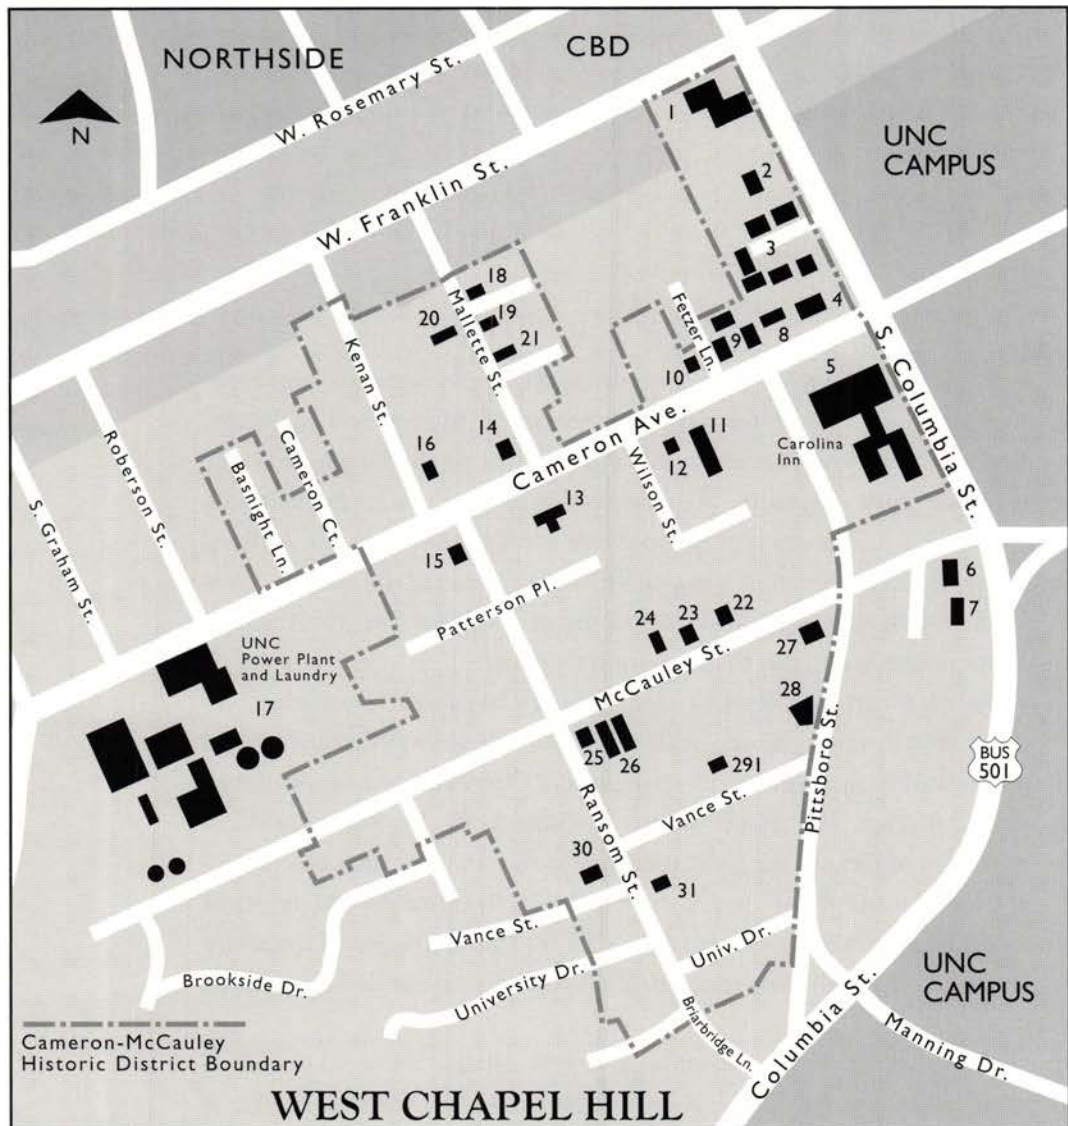 NORTHSIDE
CBD
W. Rosemary St.
N
1
UNC
CAMPUS
W. Franklin St.
2
3
18
Mallette St.
19
20
21
Fetzer Ln.
4
9
8
10
S. Columbia St.
5
Kenan St.
Carolina
Inn
Cameron Ave.
11
12
14
16
Wilson St.
Roberson St.
Cameron Ct.
Basnight Ln.
S. Graham St.
13
15
Patterson Pl.
6
7
22
23
24
McCauley St.
27
28
UNC
Power Plant
and Laundry
17
25
26
291
Pittsboro St.
BUS
501
Ransom St.
Vance St.
30
31
Vance St.
Univ. Dr.
University Dr.
Brookside Dr.
Briarbridge Ln.
Columbia St.
UNC
CAMPUS
Manning Dr.
Cameron-McCauley
Historic District Boundary
WEST CHAPEL HILL